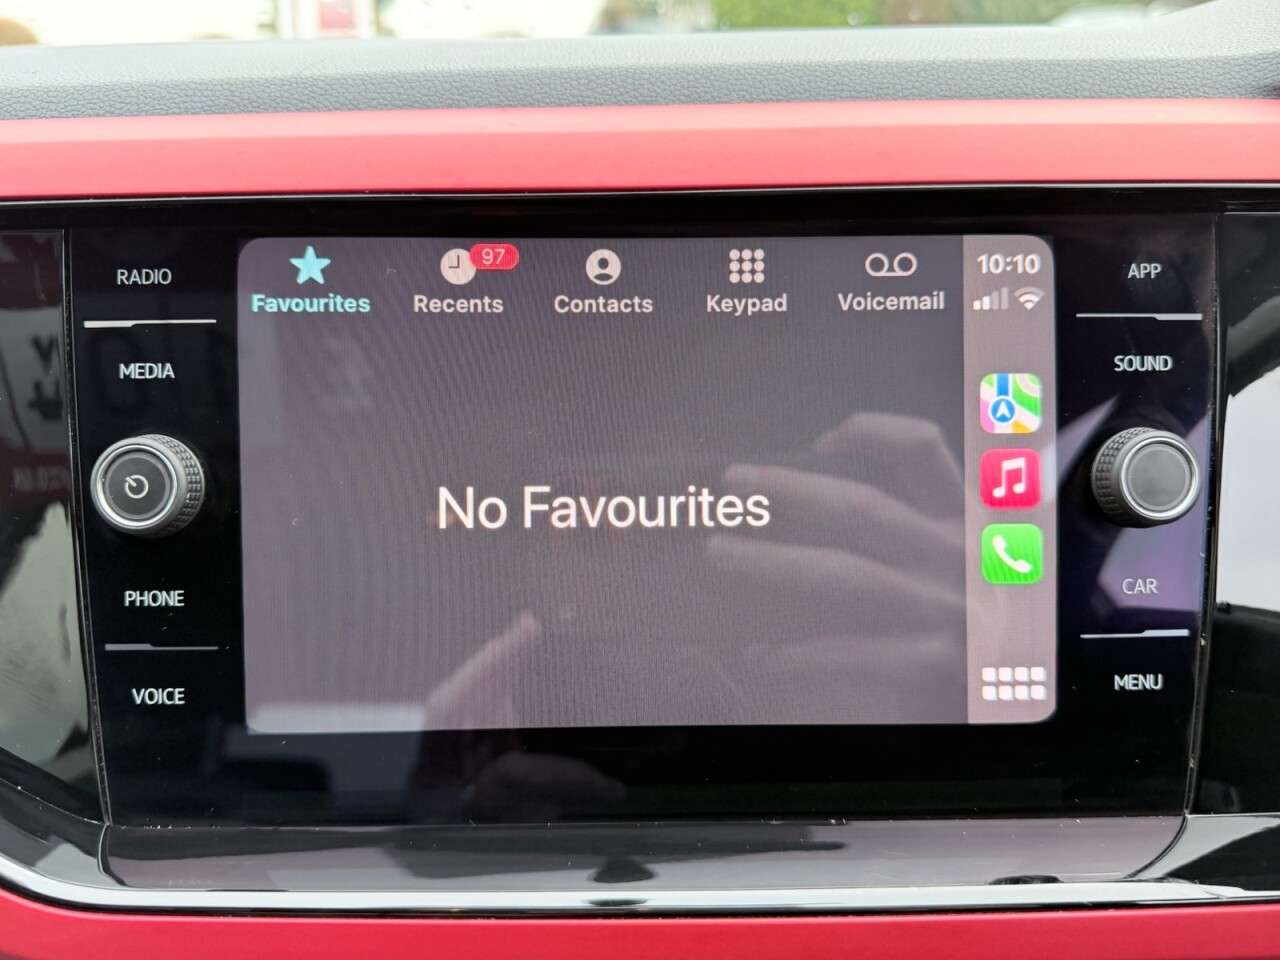 RADIO
MEDIA
PHONE
VOICE
Favourites
97
Recents
Contacts
Keypad
Voicemail
10:10
No Favourites
APP
SOUND
CAR
MENU